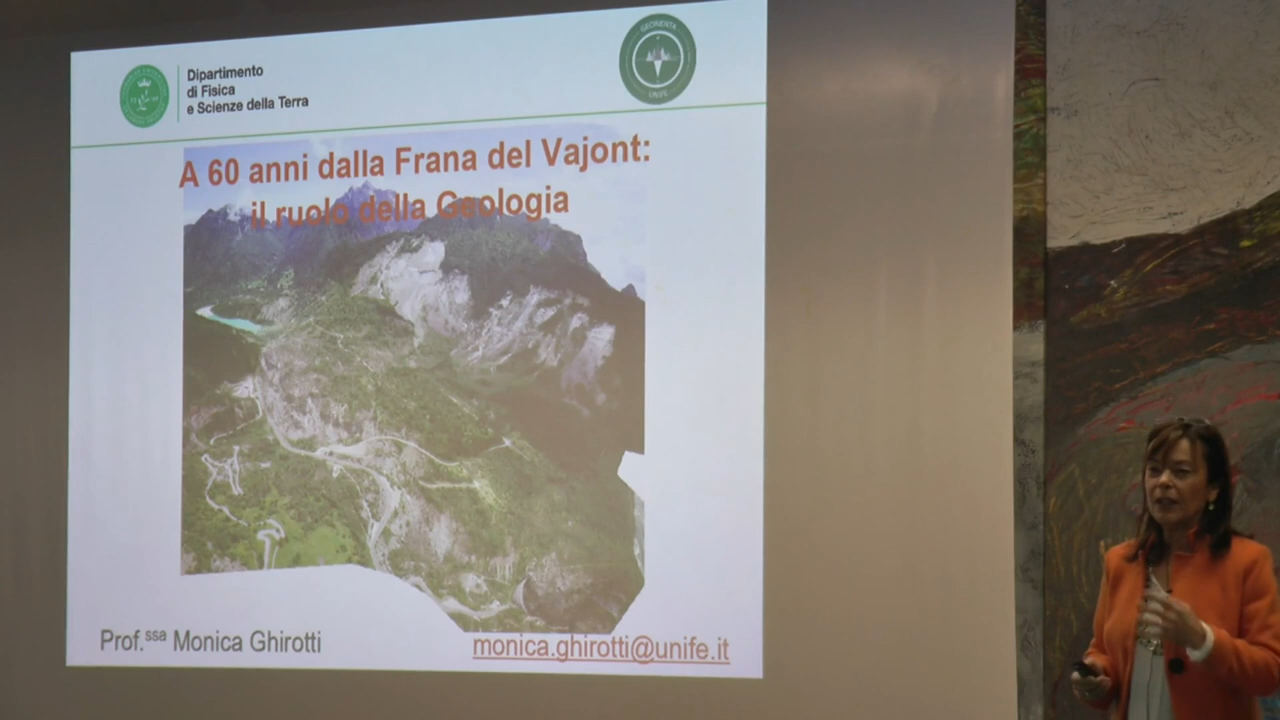 Dipartimento
di Fisica
e Scienze della Terra
UNIFE
A 60 anni dalla Frana del Vajont:
il ruolo della Geologia
Prof.ssa Monica Ghirotti
monica.ghirotti@unife.it